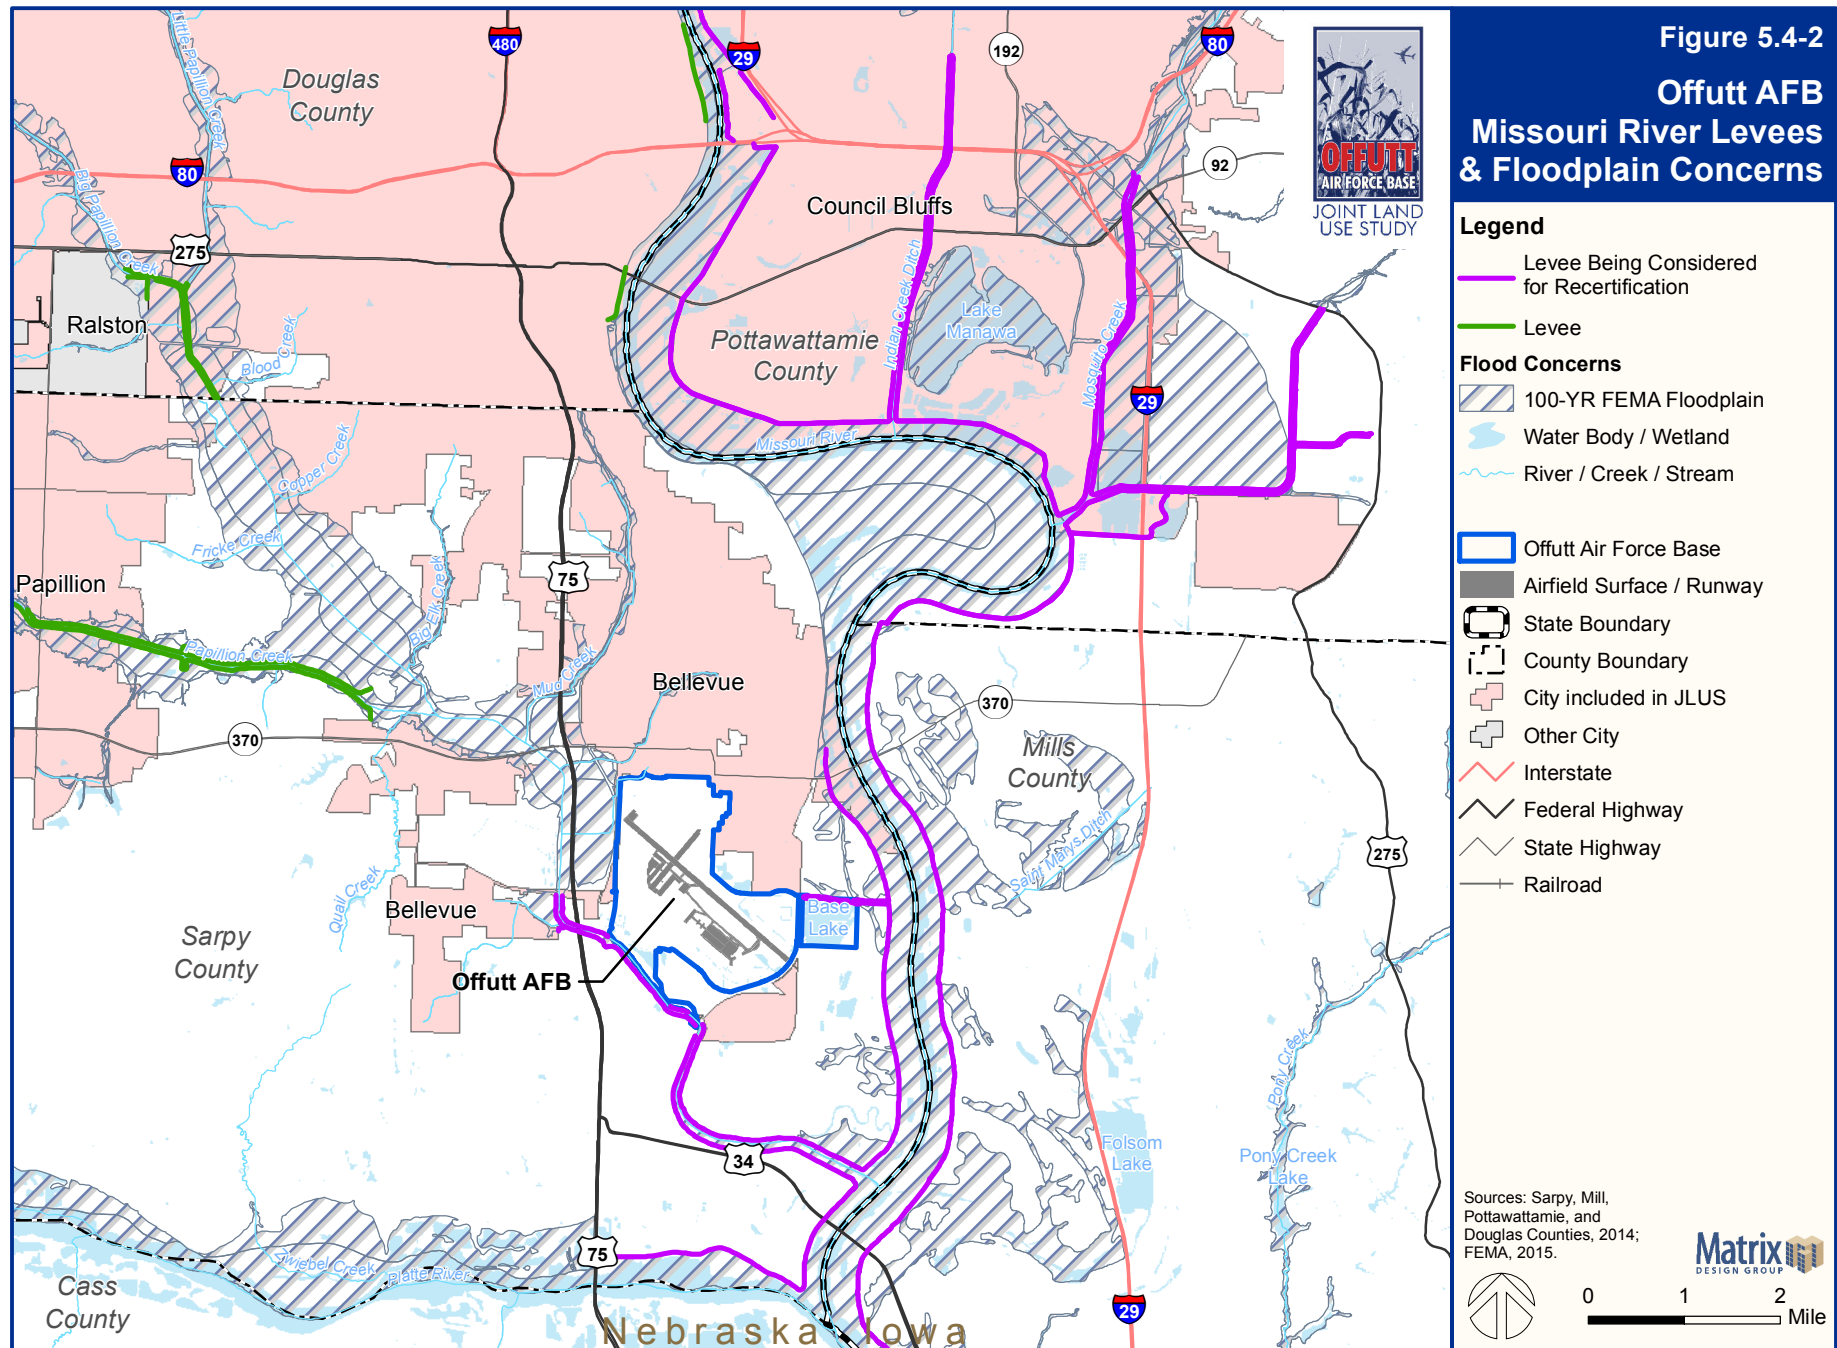 Figure 5.4-2
Offutt AFB
Missouri River Levees
& Floodplain Concerns
Legend
Levee Being Considered
for Recertification
Levee
Flood Concerns
100-YR FEMA Floodplain
Water Body / Wetland
River / Creek / Stream
Offutt Air Force Base
Airfield Surface / Runway
State Boundary
County Boundary
City included in JLUS
Other City
Interstate
Federal Highway
State Highway
Railroad
Sources: Sarpy, Mill,
Pottawattamie, and
Douglas Counties, 2014;
FEMA, 2015.
Matrix
DESIGN GROUP
0 1 2
Mile
OFFUTT
AIR FORCE BASE
JOINT LAND
USE STUDY
Little Papillion Creek
Douglas
County
480
29
192
80
80
92
Big Papillion Creek
275
Council Bluffs
Ralston
Blood Creek
Pottawattamie
County
Indian Creek Ditch
Lake
Manawa
Mosquito Creek
29
Missouri River
Copper Creek
Fricke Creek
Big Elk Creek
75
Papillion
Papillion Creek
Mud Creek
Bellevue
370
370
Mills
County
Saint Marys Ditch
275
Quail Creek
Bellevue
Base
Lake
Sarpy
County
Offutt AFB
Pony Creek
Folsom
Lake
Pony Creek
Lake
34
75
Zwiebel Creek
Platte River
Cass
County
29
Nebraska
Iowa